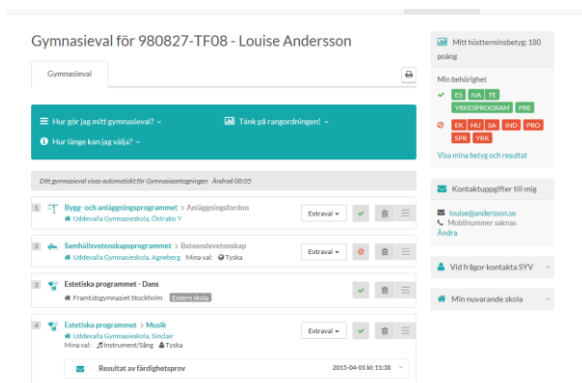 Gymnasieval för 980827-TF08 - Louise Andersson
Gymnasieval
Hur gör jag mitt gymnasieval?
Tänk på rangordningen!
Hur länge kan jag välja?
Ditt gymnasieval visas automatiskt för Gymnasieantagningen Ändrad 08:05
1 Bygg- och anläggningsprogrammet > Anläggningsfordon
Uddevalla Gymnasieskola, Östrabo Y
Extraval
2 Samhällsvetenskapsprogrammet > Beteendevetenskap
Uddevalla Gymnasieskola, Agneberg Mina val: Tyska
Extraval
3 Estetiska programmet - Dans
Framtidsgymnasiet Stockholm Extern skola
4 Estetiska programmet > Musik
Uddevalla Gymnasieskola, Sinclair
Mina val: Instrument/Sång Tyska
Extraval
Resultat av färdighetsprov 2015-04-01 kl: 11:38
Mitt höstterminsbetyg: 180
poäng
Min behörighet
ES NA TE
YRKESPROGRAM PRE
EK HU SA IND PRO
SPR YRK
Visa mina betyg och resultat
Kontaktuppgifter till mig
louise@andersson.se
Mobilnummer saknas
Ändra
Vid frågor kontakta SYV
Min nuvarande skola